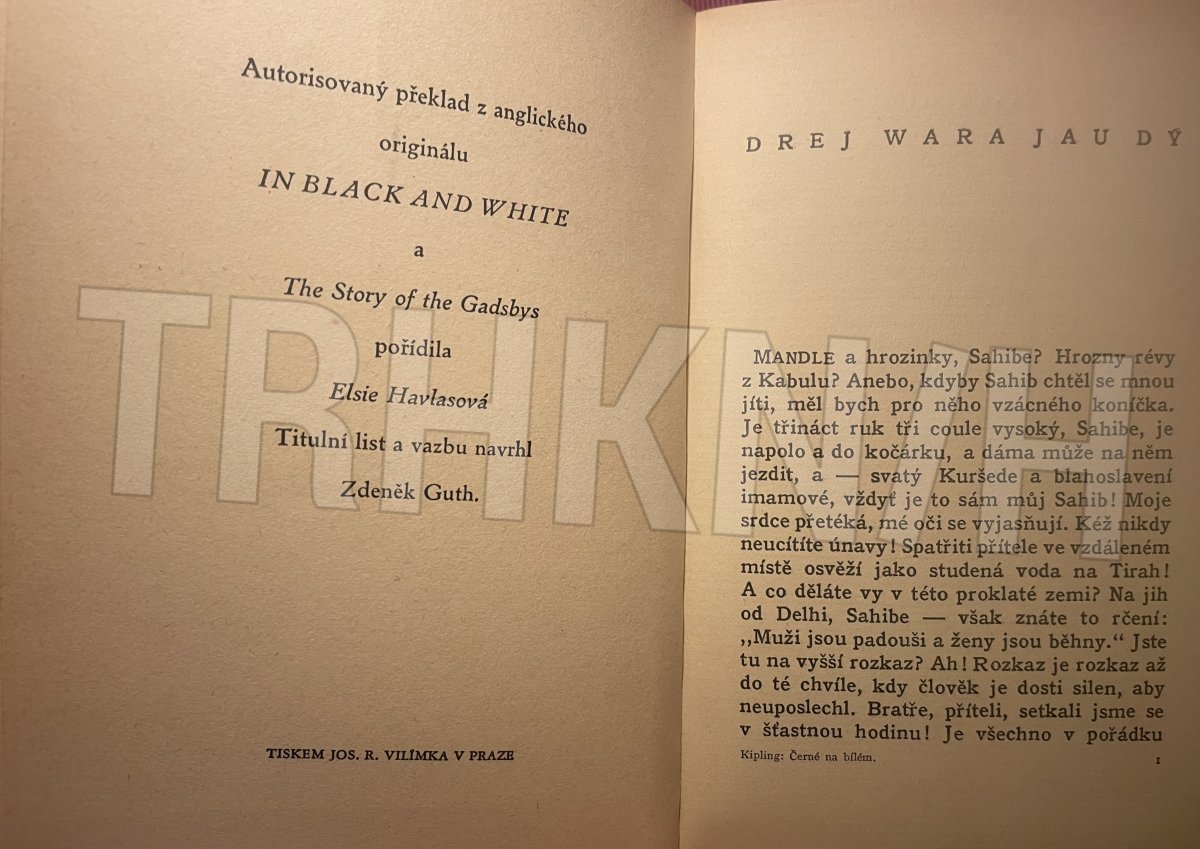 Autorisovaný překlad z anglického
originálu
IN BLACK AND WHITE
a
The Story of the Gadsbys
pořídila
Elsie Havlasová
Titulní list a vazbu navrhl
Zdeněk Guth.
TISKEM JOS. R. VILÍMKA V PRAZE
DREJ WARA JAU DÝ
MANDLE a hrozinky, Sahibe? Hrozny révy
z Kabulu? Anebo, kdyby Sahib chtěl se mnou
jíti, měl bych pro něho vzácného koníčka.
Je třináct ruk tři coule vysoký, Sahibe, je
napolo a do kočárku, a dáma může na něm
jezdit, a — svatý Kuršede a blahoslavení
imamové, vždyť je to sám můj Sahib! Moje
srdce přetéká, mé oči se vyjasňují. Kéž nikdy
neucítíte únavy! Spatřiti přítele ve vzdáleném
místě osvěží jako studená voda na Tirah!
A co děláte vy v této proklaté zemi? Na jih
od Delhi, Sahibe — však znáte to rčení:
,,Muži jsou padouši a ženy jsou běhny.“ Jste
tu na vyšší rozkaz? Ah! Rozkaz je rozkaz až
do té chvíle, kdy člověk je dosti silen, aby
neuposlechl. Bratře, příteli, setkali jsme se
v šťastnou hodinu! Je všechno v pořádku
Kipling: Černé na bílém.
1
TRHKNIH